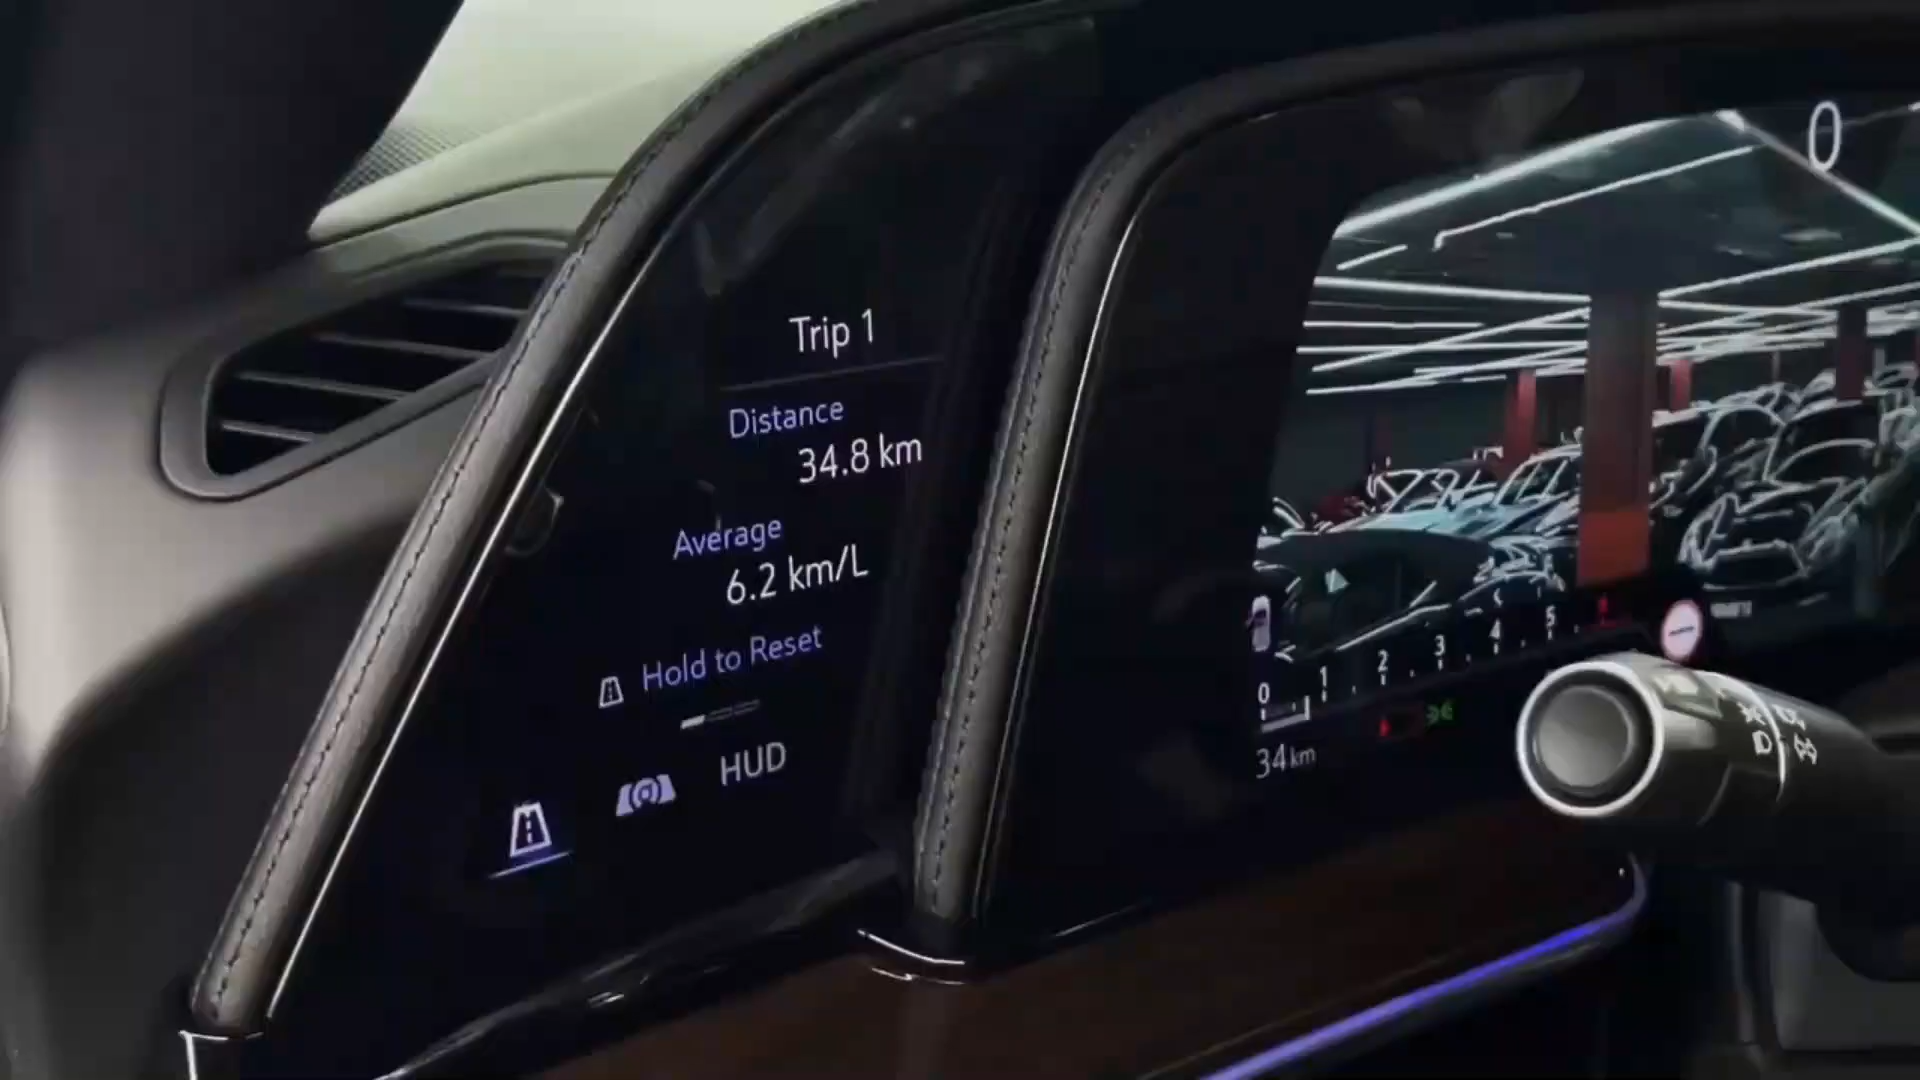 Trip 1
Distance
34.8 km
Average
6.2 km/L
Hold to Reset
HUD
0
0 1 2 3 4 5
34 km